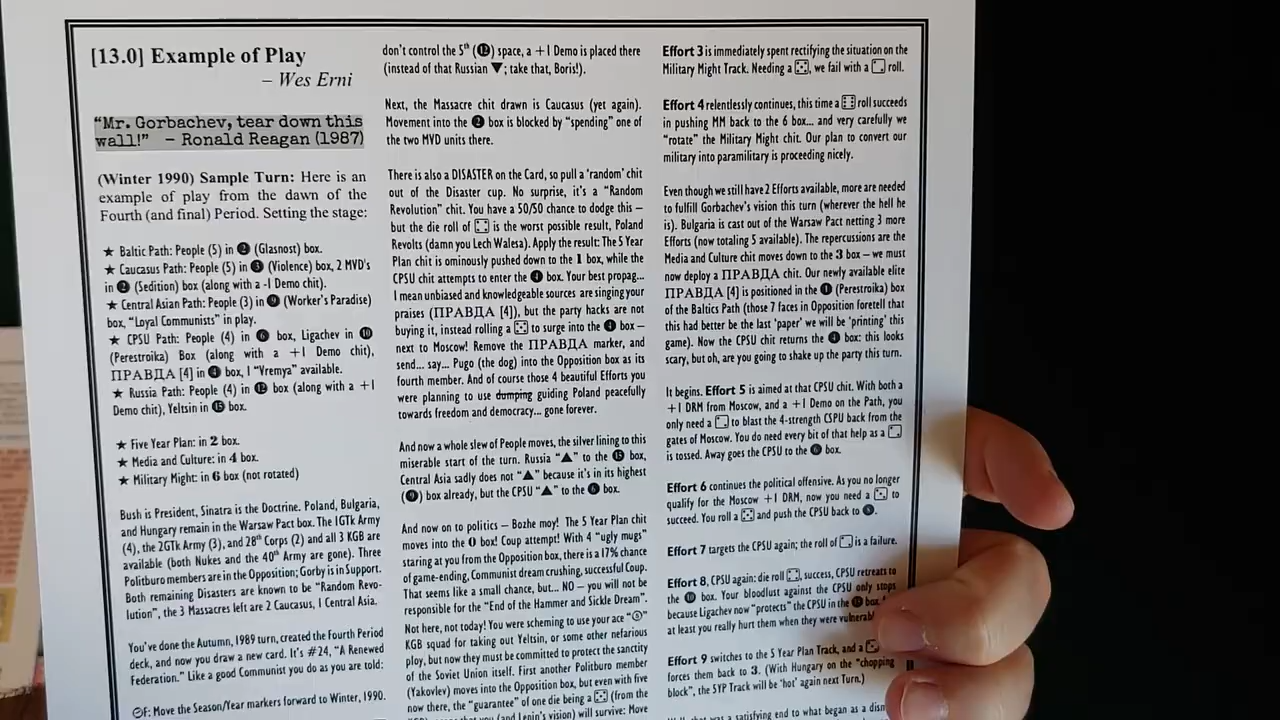 [13.0] Example of Play
– Wes Erni
"Mr. Gorbachev, tear down this
wall!" – Ronald Reagan (1987)
(Winter 1990) Sample Turn: Here is an
example of play from the dawn of the
Fourth (and final) Period. Setting the stage:
★ Baltic Path: People (5) in 2 (Glasnost) box.
★ Caucasus Path: People (5) in 3 (Violence) box, 2 MVD's
in 2 (Sedition) box (along with a -1 Demo chit).
★ Central Asian Path: People (3) in 9 (Worker's Paradise)
box, "Loyal Communists" in play.
★ CPSU Path: People (4) in 6 box, Ligachev in 10
(Perestroika) Box (along with a +1 Demo chit),
ПРАВДА [4] in 4 box, 1 "Vremya" available.
★ Russia Path: People (4) in 12 box (along with a +1
Demo chit), Yeltsin in 15 box.
★ Five Year Plan: in 2 box.
★ Media and Culture: in 4 box.
★ Military Might: in 6 box (not rotated)
Bush is President, Sinatra is the Doctrine. Poland, Bulgaria,
and Hungary remain in the Warsaw Pact box. The 1GTk Army
(4), the 2GTk Army (3), and 28th Corps (2) and all 3 KGB are
available (both Nukes and the 40th Army are gone). Three
Politburo members are in the Opposition; Gorby is in Support.
Both remaining Disasters are known to be "Random Revo-
lution", the 3 Massacres left are 2 Caucasus, 1 Central Asia.
You've done the Autumn, 1989 turn, created the Fourth Period
deck, and now you draw a new card. It's #24, "A Renewed
Federation." Like a good Communist you do as you are told:
F: Move the Season/Year markers forward to Winter, 1990.
don't control the 5th (12) space, a +1 Demo is placed there
(instead of that Russian ▼; take that, Boris!).
Next, the Massacre chit drawn is Caucasus (yet again).
Movement into the 2 box is blocked by "spending" one of
the two MVD units there.
There is also a DISASTER on the Card, so pull a 'random' chit
out of the Disaster cup. No surprise, it's a "Random
Revolution" chit. You have a 50/50 chance to dodge this –
but the die roll of is the worst possible result, Poland
Revolts (damn you Lech Walesa). Apply the result: The 5 Year
Plan chit is ominously pushed down to the 1 box, while the
CPSU chit attempts to enter the 4 box. Your best propag...
I mean unbiased and knowledgeable sources are singing your
praises (ПРАВДА [4]), but the party hacks are not
buying it, instead rolling a to surge into the 4 box –
next to Moscow! Remove the ПРАВДА marker, and
send... say... Pugo (the dog) into the Opposition box as its
fourth member. And of course those 4 beautiful Efforts you
were planning to use dumping guiding Poland peacefully
towards freedom and democracy... gone forever.
And now a whole slew of People moves, the silver lining to this
miserable start of the turn. Russia "▲" to the 15 box,
Central Asia sadly does not "▲" because it's in its highest
(9) box already, but the CPSU "▲" to the 6 box.
And now on to politics – Bozhe moy! The 5 Year Plan chit
moves into the 0 box! Coup attempt! With 4 "ugly mugs"
staring at you from the Opposition box, there is a 17% chance
of game-ending, Communist dream crushing, successful Coup.
That seems like a small chance, but... NO – you will not be
responsible for the "End of the Hammer and Sickle Dream".
Not here, not today! You were scheming to use your ace "Ⓢ"
KGB squad for taking out Yeltsin, or some other nefarious
ploy, but now they must be committed to protect the sanctity
of the Soviet Union itself. First another Politburo member
(Yakovlev) moves into the Opposition box, but even with five
now there, the "guarantee" of one die being a (from the
that you (and Lenin's vision) will survive: Move
Effort 3 is immediately spent rectifying the situation on the
Military Might Track. Needing a , we fail with a roll.
Effort 4 relentlessly continues, this time a roll succeeds
in pushing MM back to the 6 box... and very carefully we
"rotate" the Military Might chit. Our plan to convert our
military into paramilitary is proceeding nicely.
Even though we still have 2 Efforts available, more are needed
to fulfill Gorbachev's vision this turn (wherever the hell he
is). Bulgaria is cast out of the Warsaw Pact netting 3 more
Efforts (now totaling 5 available). The repercussions are the
Media and Culture chit moves down to the 3 box – we must
now deploy a ПРАВДА chit. Our newly available elite
ПРАВДА [4] is positioned in the 1 (Perestroika) box
of the Baltics Path (those 7 faces in Opposition foretell that
this had better be the last 'paper' we will be 'printing' this
game). Now the CPSU chit returns the 4 box: this looks
scary, but oh, are you going to shake up the party this turn.
It begins. Effort 5 is aimed at that CPSU chit. With both a
+1 DRM from Moscow, and a +1 Demo on the Path, you
only need a to blast the 4-strength CSPU back from the
gates of Moscow. You do need every bit of that help as a
is tossed. Away goes the CPSU to the 6 box.
Effort 6 continues the political offensive. As you no longer
qualify for the Moscow +1 DRM, now you need a to
succeed. You roll a and push the CPU back to .
Effort 7 targets the CPSU again; the roll of is a failure.
Effort 8, CPSU again: die roll , success, CPSU retreats to
the 10 box. Your bloodlust against the CPSU only stops
because Ligachev now "protects" the CPSU in the box.
at least you really hurt them when they were vulnerabl
Effort 9 switches to the 5 Year Plan Track, and a
forces them back to 3. (With Hungary on the "chopping
block", the 5YP Track will be 'hot' again next Turn.)
that was a satisfying end to what began as a